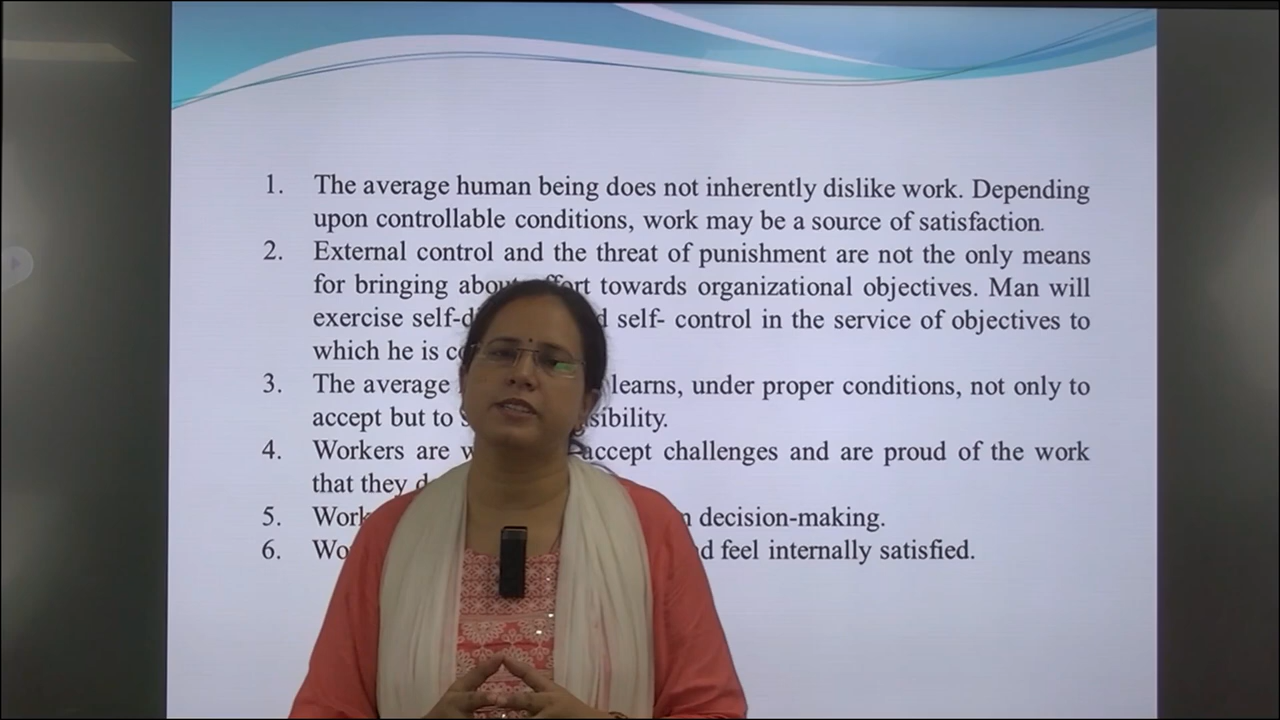 1. The average human being does not inherently dislike work. Depending
upon controllable conditions, work may be a source of satisfaction.
2. External control and the threat of punishment are not the only means
for bringing about effort towards organizational objectives. Man will
exercise self- self- control in the service of objectives to
which he is
3. The average learns, under proper conditions, not only to
accept but to
4. Workers are accept challenges and are proud of the work
that they
5. decision-making.
6. feel internally satisfied.